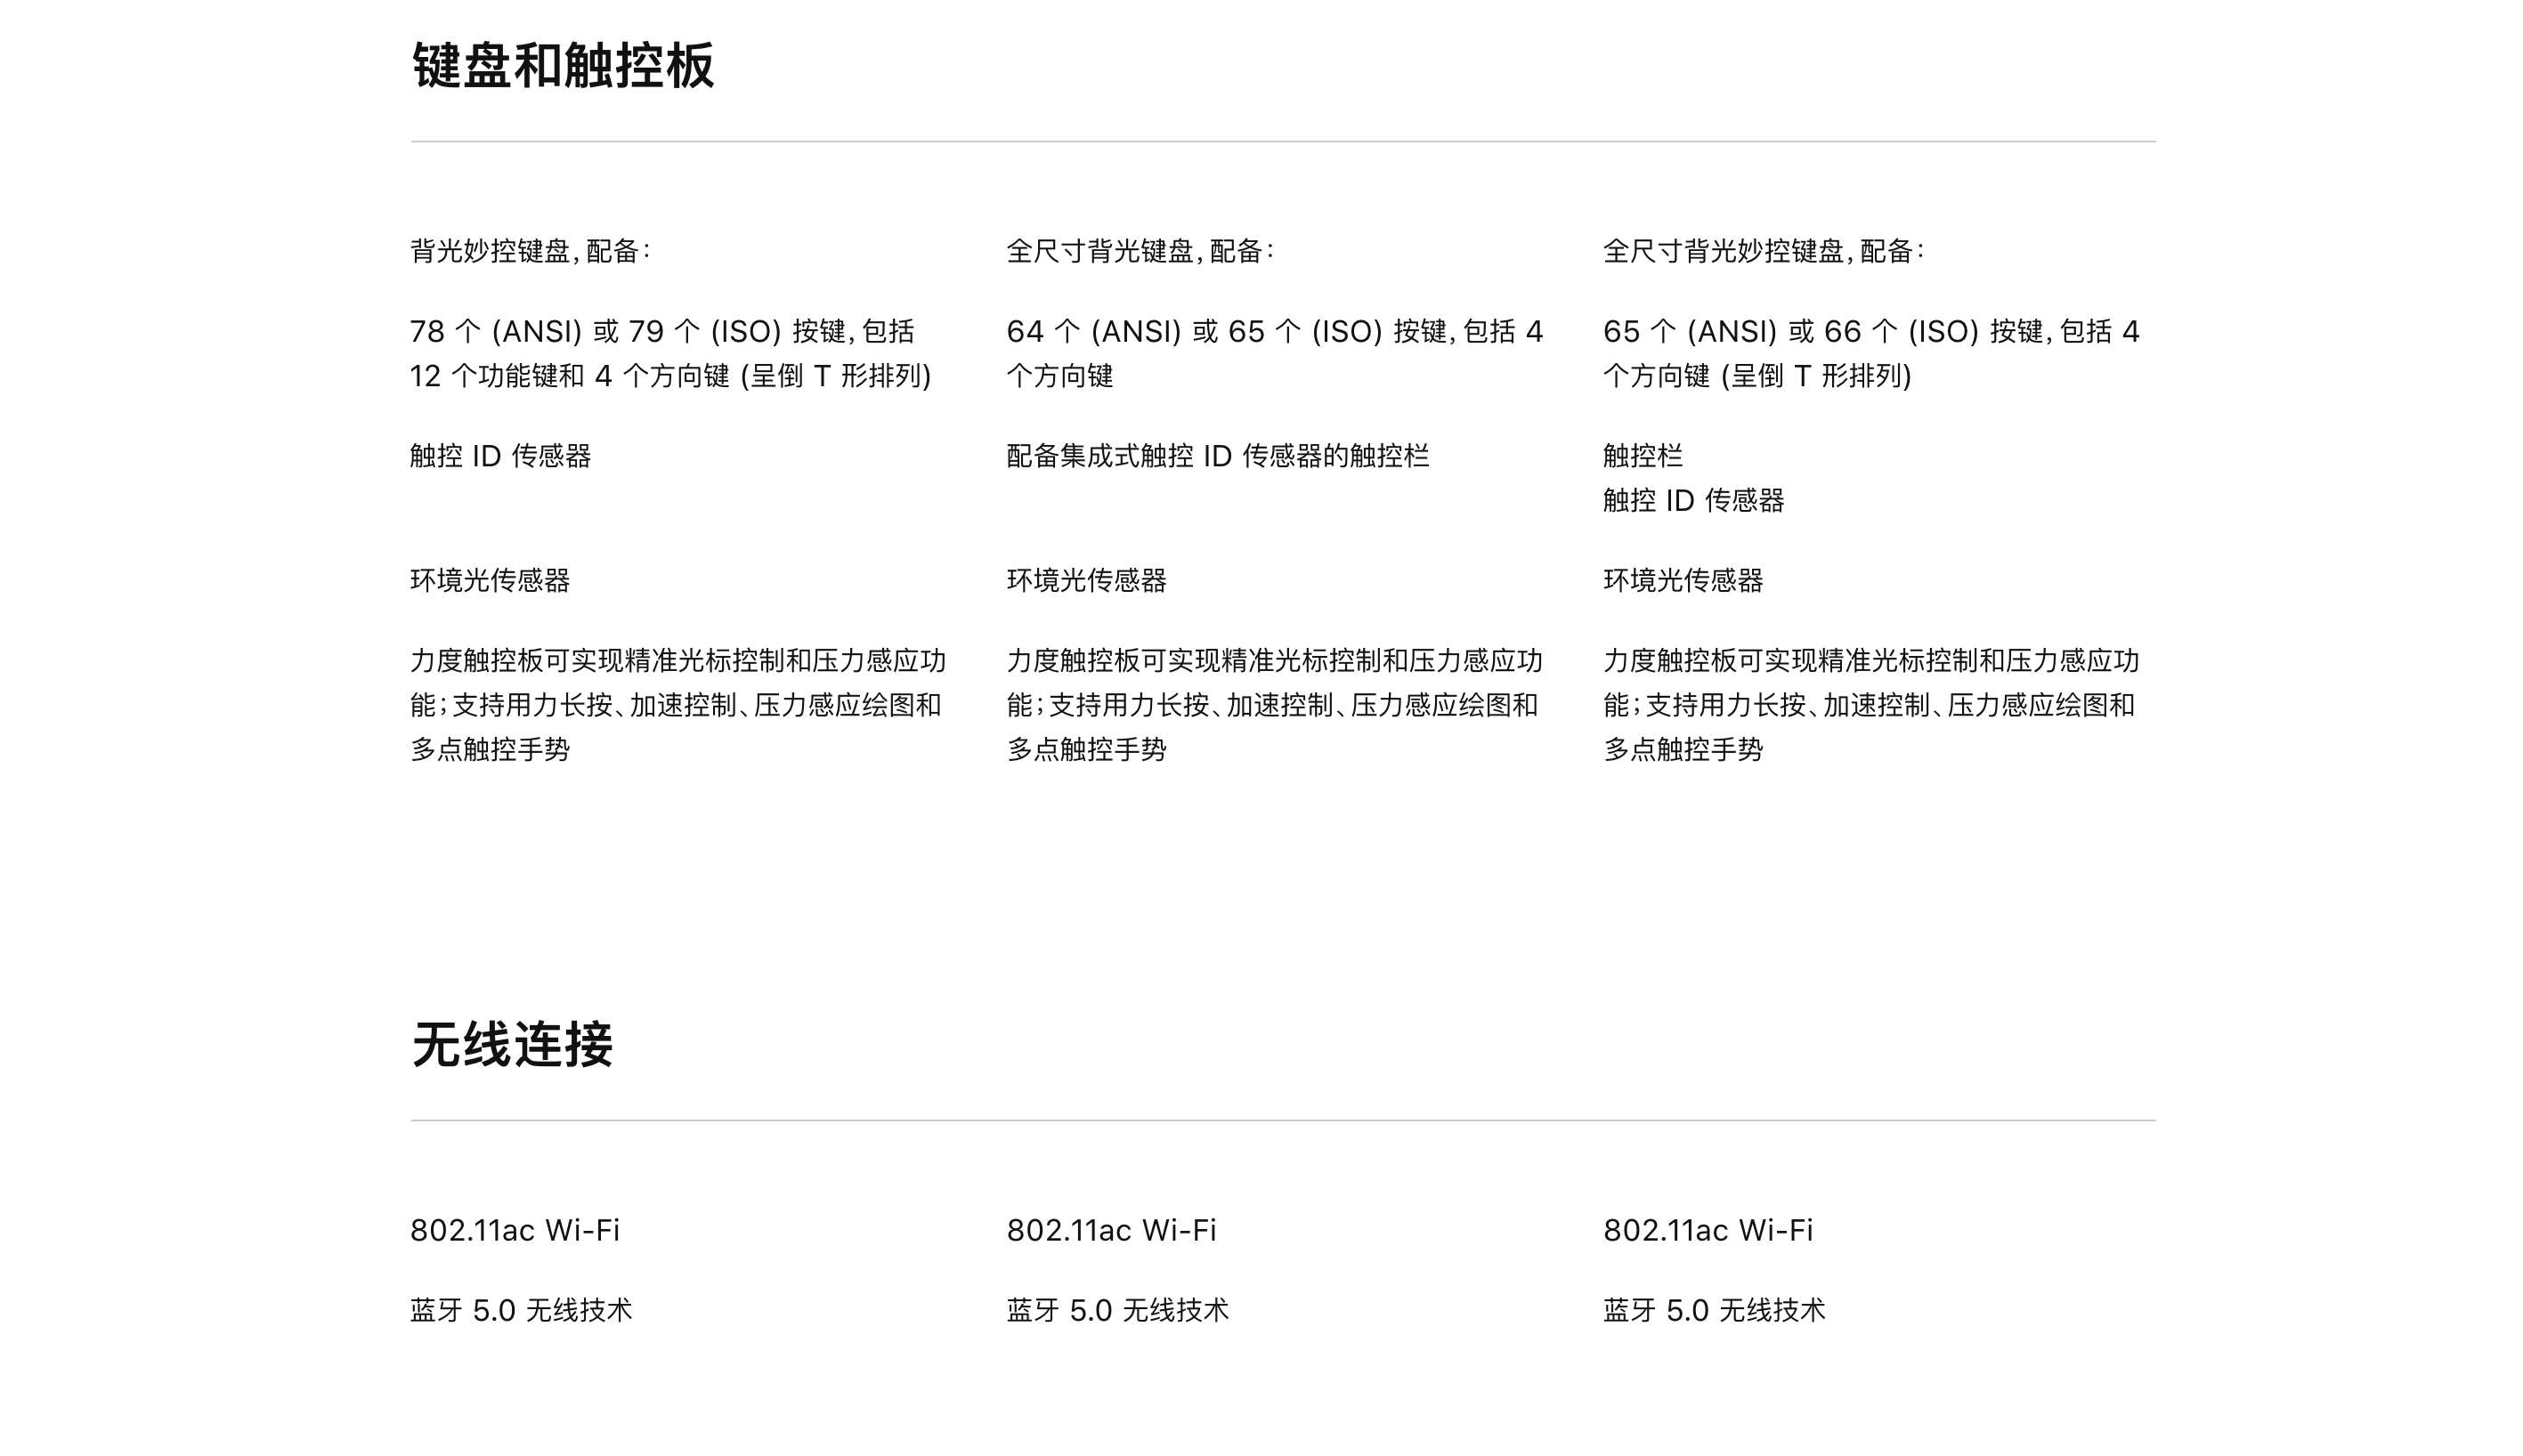 键盘和触控板
背光妙控键盘，配备：
78 个 (ANSI) 或 79 个 (ISO) 按键，包括
12 个功能键和 4 个方向键 (呈倒 T 形排列)
触控 ID 传感器
环境光传感器
力度触控板可实现精准光标控制和压力感应功
能；支持用力长按、加速控制、压力感应绘图和
多点触控手势
全尺寸背光键盘，配备：
64 个 (ANSI) 或 65 个 (ISO) 按键，包括 4
个方向键
配备集成式触控 ID 传感器的触控栏
环境光传感器
力度触控板可实现精准光标控制和压力感应功
能；支持用力长按、加速控制、压力感应绘图和
多点触控手势
全尺寸背光妙控键盘，配备：
65 个 (ANSI) 或 66 个 (ISO) 按键，包括 4
个方向键 (呈倒 T 形排列)
触控栏
触控 ID 传感器
环境光传感器
力度触控板可实现精准光标控制和压力感应功
能；支持用力长按、加速控制、压力感应绘图和
多点触控手势
无线连接
802.11ac Wi-Fi
蓝牙 5.0 无线技术
802.11ac Wi-Fi
蓝牙 5.0 无线技术
802.11ac Wi-Fi
蓝牙 5.0 无线技术